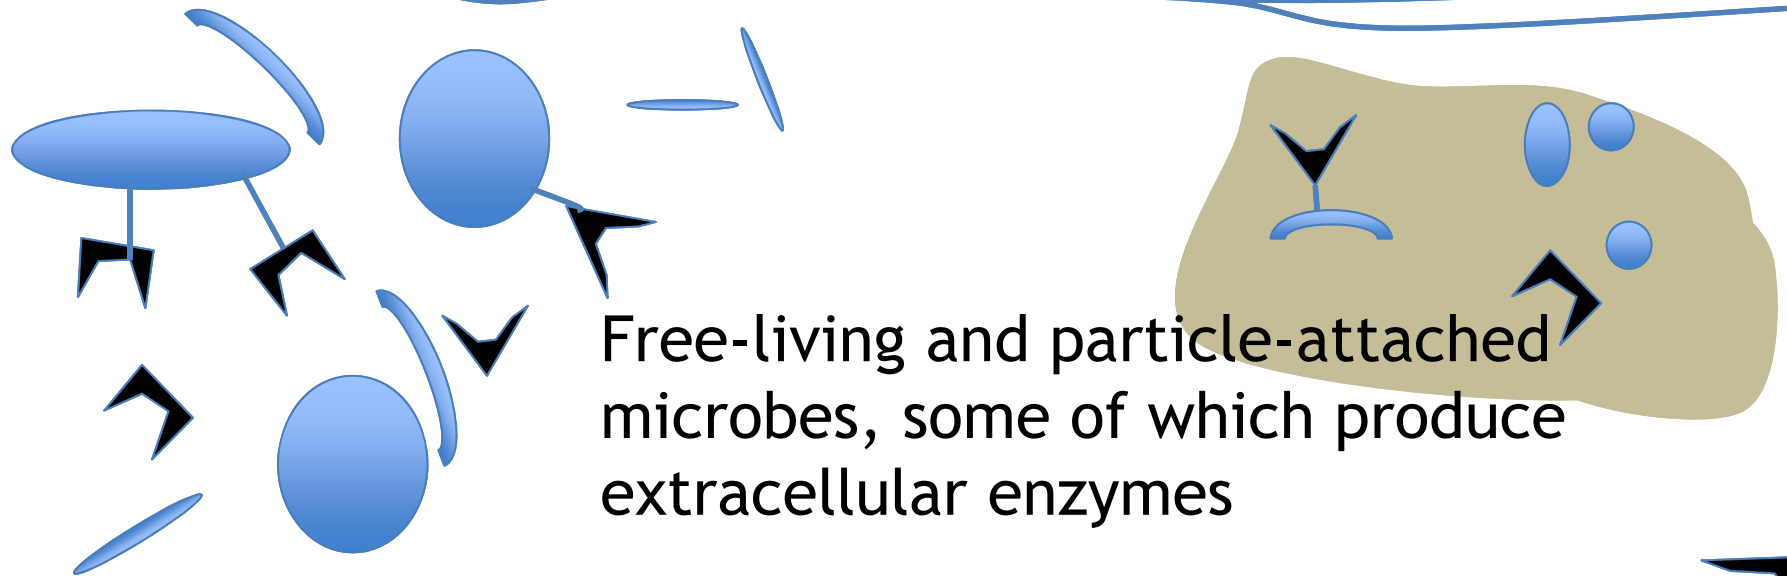 Free-living and particle-attached
microbes, some of which produce
extracellular enzymes